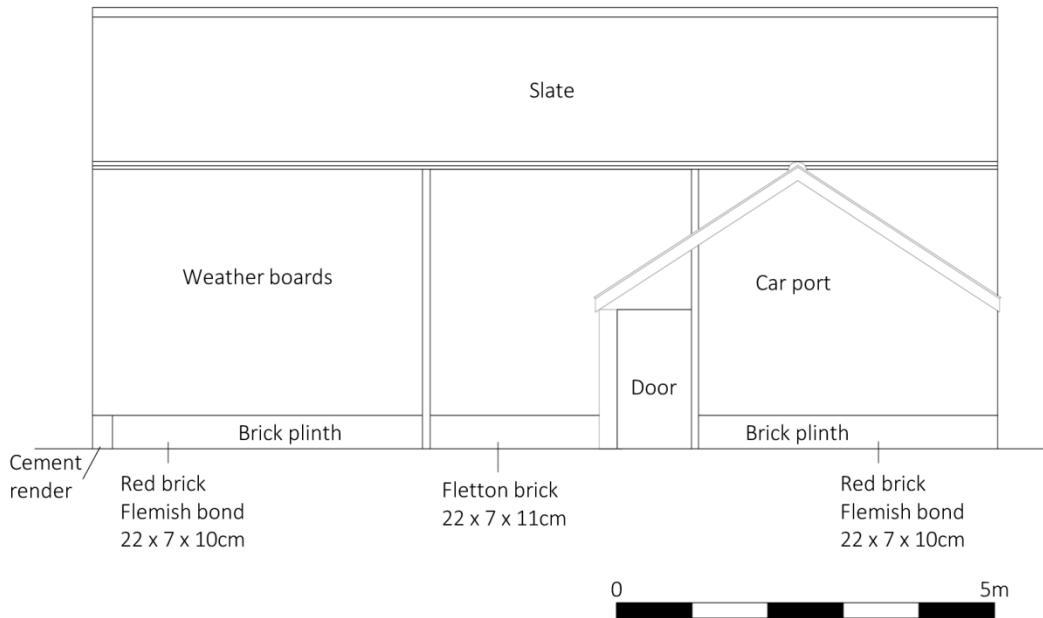 Slate
Weather boards
Car port
Door
Brick plinth
Brick plinth
Cement
render
Red brick
Flemish bond
22 x 7 x 10cm
Fletton brick
22 x 7 x 11cm
Red brick
Flemish bond
22 x 7 x 10cm
0
5m